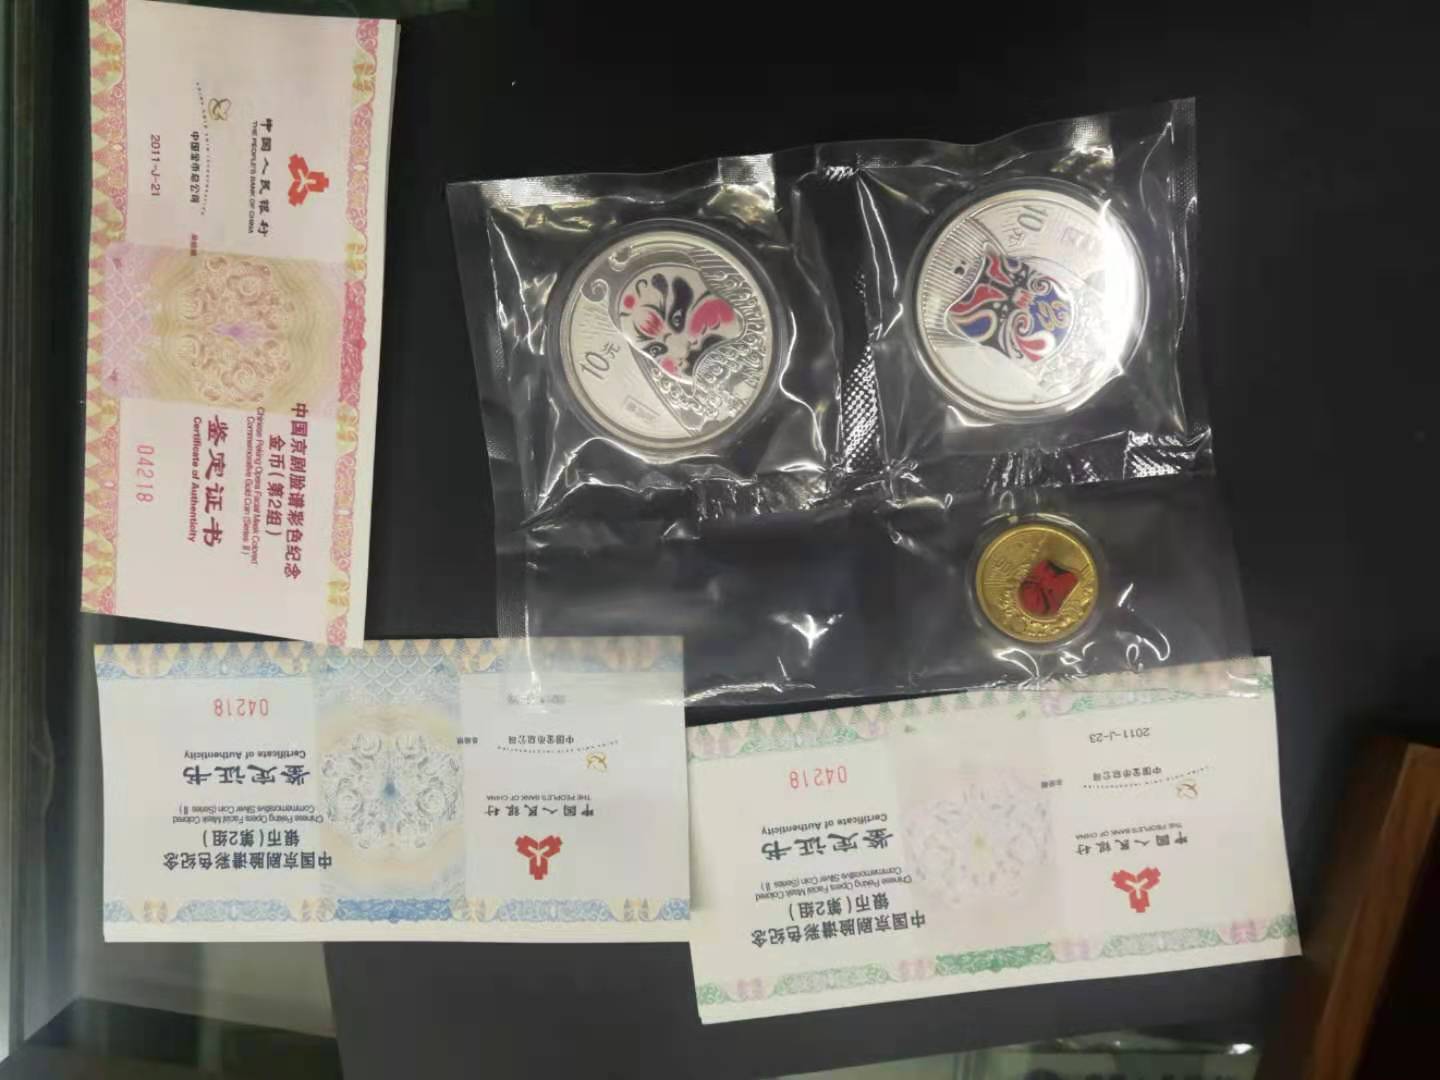 中国人民银行
THE PEOPLE'S BANK OF CHINA
中国金币总公司
2011-J-21
中国京剧脸谱彩色纪念
金币(第2组)
Chinese Peking Opera Facial Mask Colored
Commemorative Gold Coin (Series II)
鉴定证书
Certificate of Authenticity
04218
10元
10元
中国人民银行
THE PEOPLE'S BANK OF CHINA
中国金币总公司
中国京剧脸谱彩色纪念
银币(第2组)
Chinese Peking Opera Facial Mask Colored
Commemorative Silver Coin (Series II)
鉴定证书
Certificate of Authenticity
04218
中国人民银行
THE PEOPLE'S BANK OF CHINA
中国金币总公司
2011-J-23
中国京剧脸谱彩色纪念
银币(第2组)
Chinese Peking Opera Facial Mask Colored
Commemorative Silver Coin (Series II)
鉴定证书
Certificate of Authenticity
04218